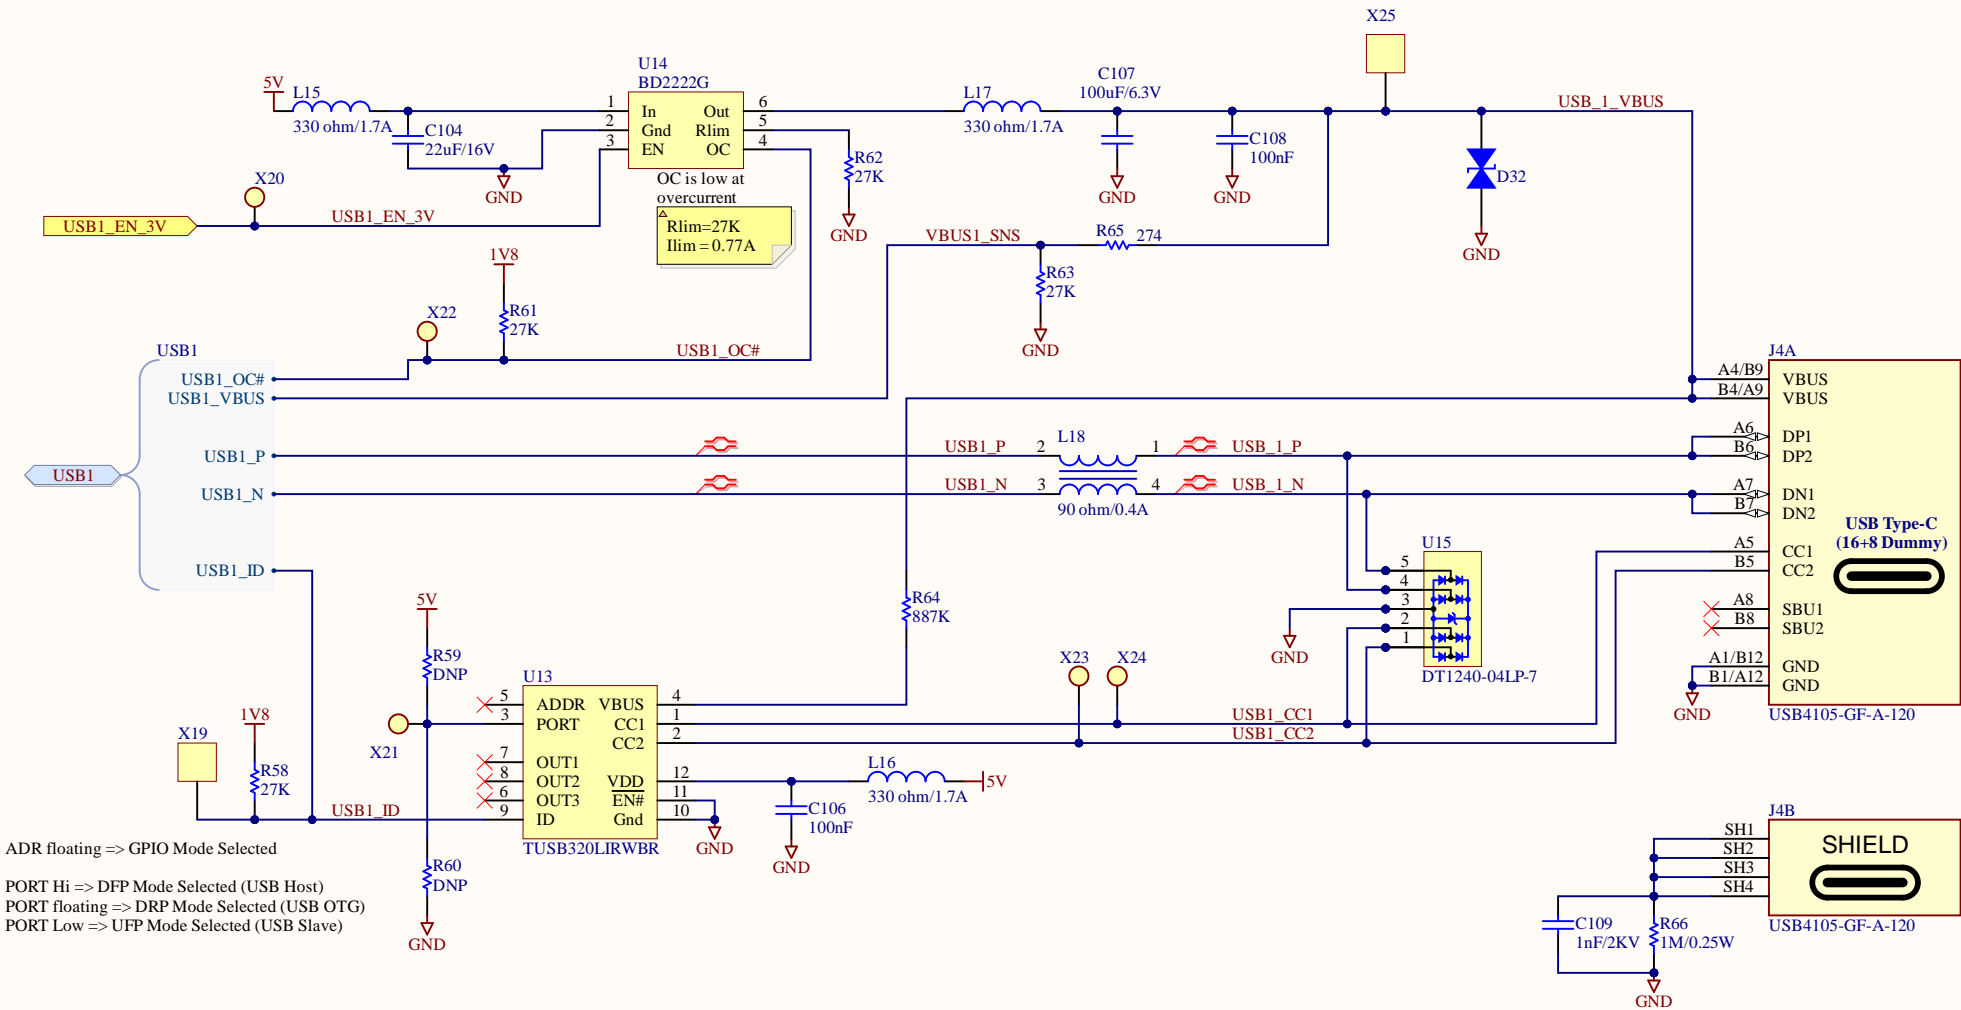 X25
U14
BD2222G
C107
100uF/6.3V
5V
L15
330 ohm/1.7A
C104
22uF/16V
GND
1
2
3
In
Gnd
EN
Out
Rlim
OC
6
5
4
L17
330 ohm/1.7A
USB_1_VBUS
C108
100nF
GND
GND
D32
GND
R62
27K
GND
OC is low at
overcurrent
Rlim=27K
Ilim = 0.77A
X20
USB1_EN_3V
USB1_EN_3V
VBUS1_SNS
R65
274
R63
27K
GND
1V8
R61
27K
X22
USB1_OC#
USB1
USB1_OC#
USB1_VBUS
USB1_P
USB1_N
USB1_ID
USB1
USB1_P
2
L18
1
USB_1_P
USB1_N
3
4
USB_1_N
90 ohm/0.4A
J4A
A4/B9
VBUS
B4/A9
VBUS
A6
DP1
B6
DP2
A7
DN1
B7
DN2
USB Type-C
(16+8 Dummy)
A5
CC1
B5
CC2
A8
SBU1
B8
SBU2
A1/B12
GND
B1/A12
GND
GND
USB4105-GF-A-120
U15
5
4
3
2
1
GND
DT1240-04LP-7
R64
887K
X23
X24
5V
R59
DNP
U13
5
ADDR
VBUS
4
3
PORT
CC1
1
CC2
2
7
OUT1
8
OUT2
VDD
12
6
OUT3
EN#
11
9
ID
Gnd
10
TUSB320LIRWBR
X21
USB1_CC1
USB1_CC2
L16
330 ohm/1.7A
5V
C106
100nF
GND
GND
X19
1V8
R58
27K
USB1_ID
R60
DNP
GND
ADR floating => GPIO Mode Selected
PORT Hi => DFP Mode Selected (USB Host)
PORT floating => DRP Mode Selected (USB OTG)
PORT Low => UFP Mode Selected (USB Slave)
J4B
SH1
SH2
SH3
SH4
SHIELD
USB4105-GF-A-120
C109
1nF/2KV
R66
1M/0.25W
GND